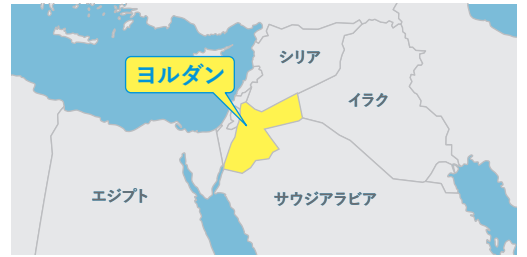 シリア
ヨルダン
イラク
エジプト
サウジアラビア